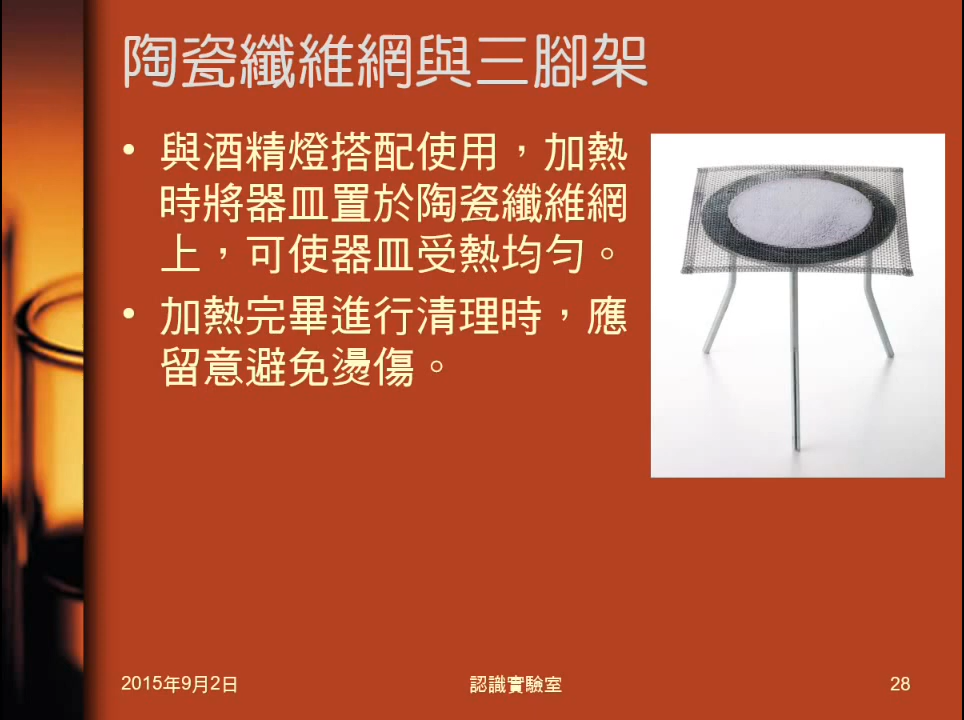 陶瓷纖維網與三腳架
• 與酒精燈搭配使用，加熱
時將器皿置於陶瓷纖維網
上，可使器皿受熱均勻。
• 加熱完畢進行清理時，應
留意避免燙傷。
2015年9月2日
認識實驗室
28